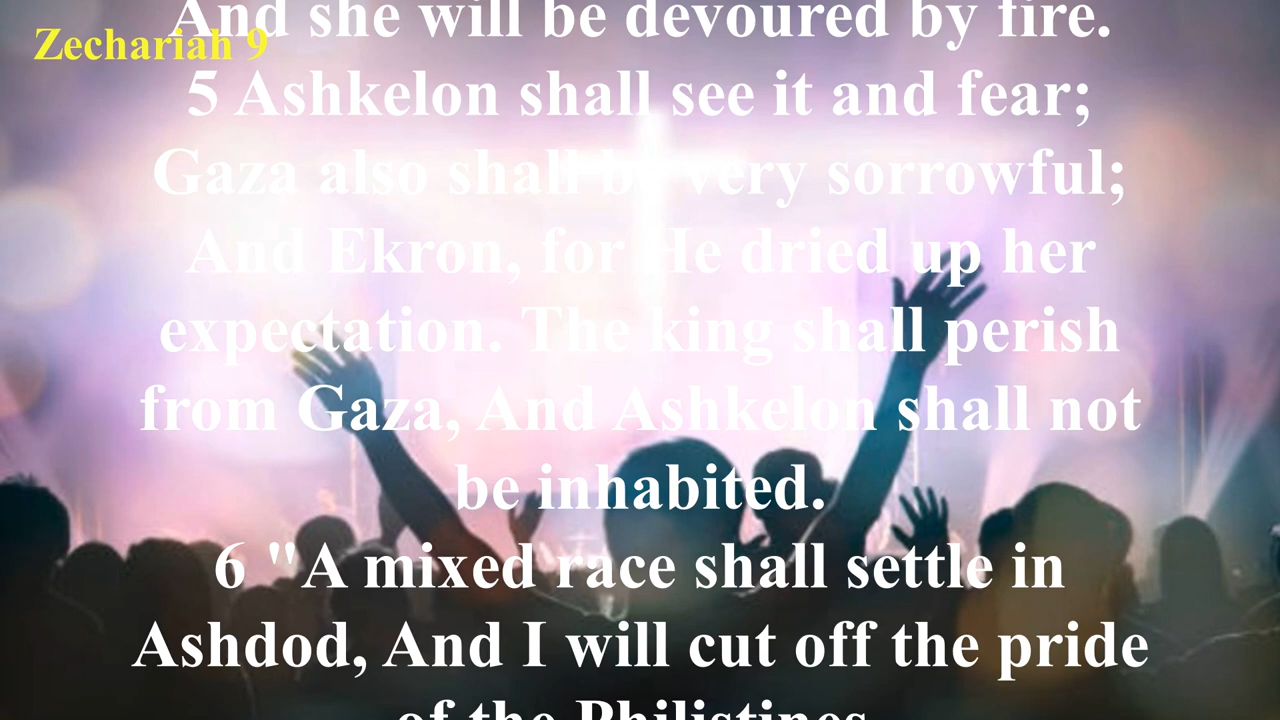 And she will be devoured by fire.
Zechariah 9
5 Ashkelon shall see it and fear;
Gaza also shall be very sorrowful;
And Ekron, for He dried up her
expectation. The king shall perish
from Gaza, And Ashkelon shall not
be inhabited.
6 "A mixed race shall settle in
Ashdod, And I will cut off the pride
of the Philistines.